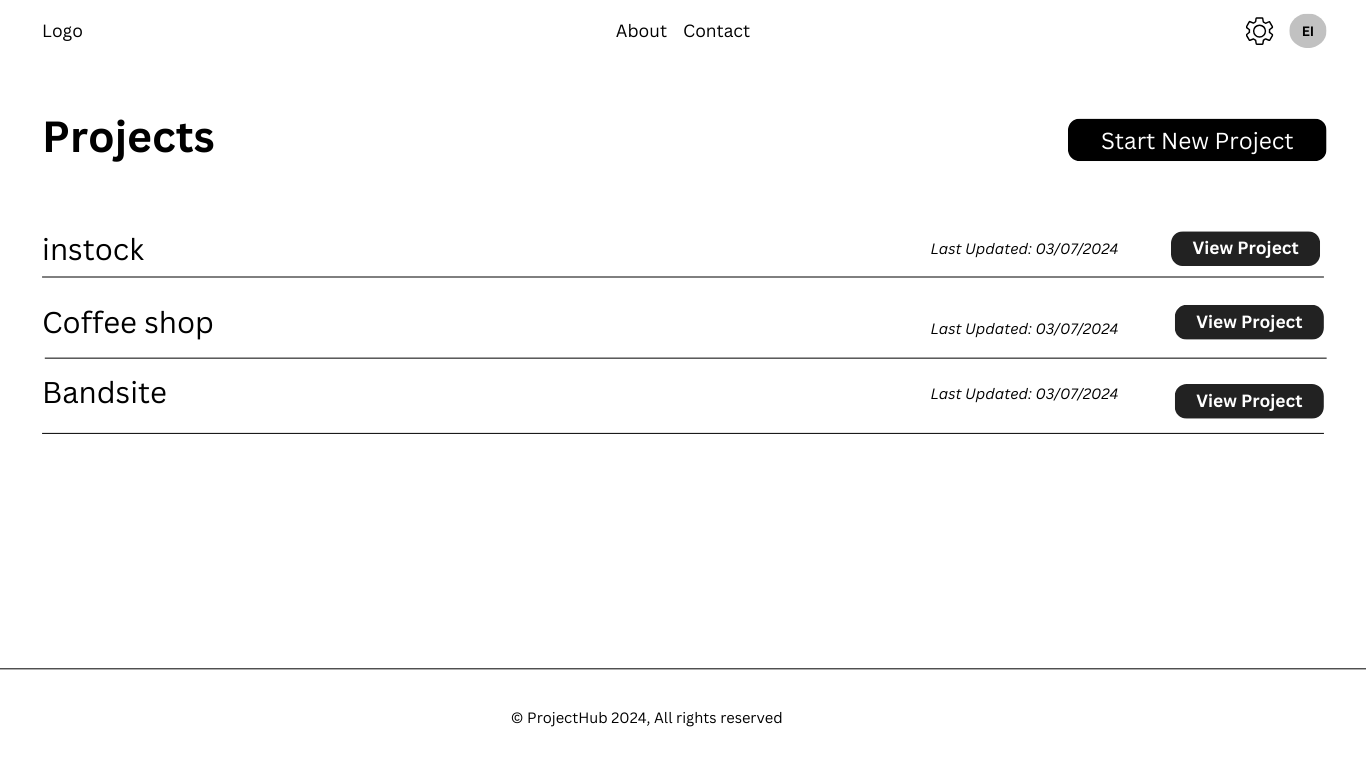 Logo
About Contact
EI
Projects
Start New Project
instock
Last Updated: 03/07/2024
View Project
Coffee shop
Last Updated: 03/07/2024
View Project
Bandsite
Last Updated: 03/07/2024
View Project
© ProjectHub 2024, All rights reserved